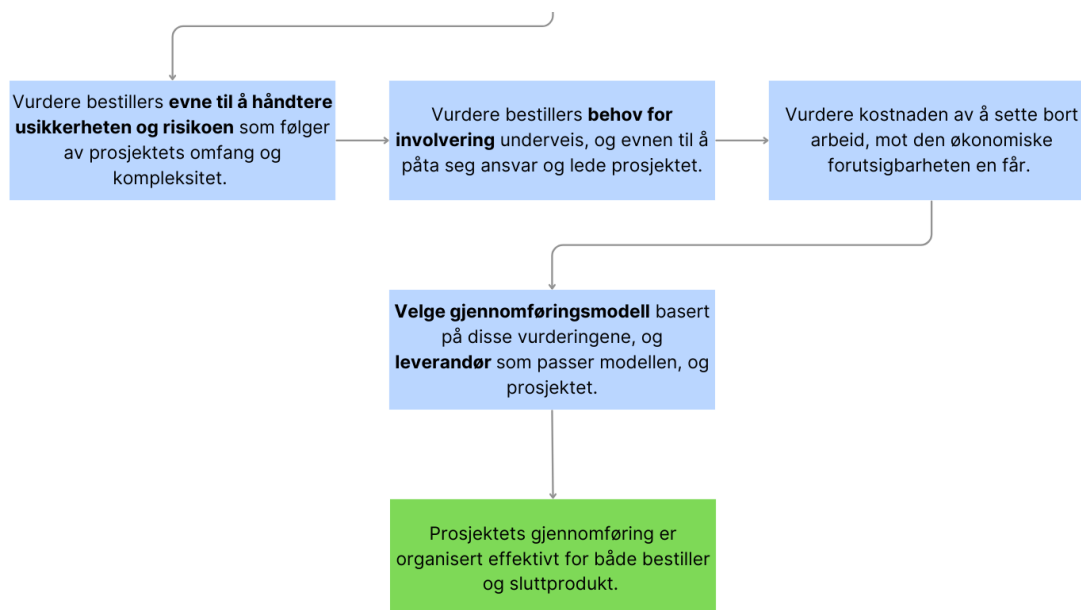 Vurdere bestillers evne til å håndtere
usikkerheten og risikoen som følger
av prosjektets omfang og
kompleksitet.
Vurdere bestillers behov for
involvering underveis, og evnen til å
påta seg ansvar og lede prosjektet.
Vurdere kostnaden av å sette bort
arbeid, mot den økonomiske
forutsigbarheten en får.
Velge gjennomføringsmodell basert
på disse vurderingene, og
leverandør som passer modellen, og
prosjektet.
Prosjektets gjennomføring er
organisert effektivt for både bestiller
og sluttprodukt.